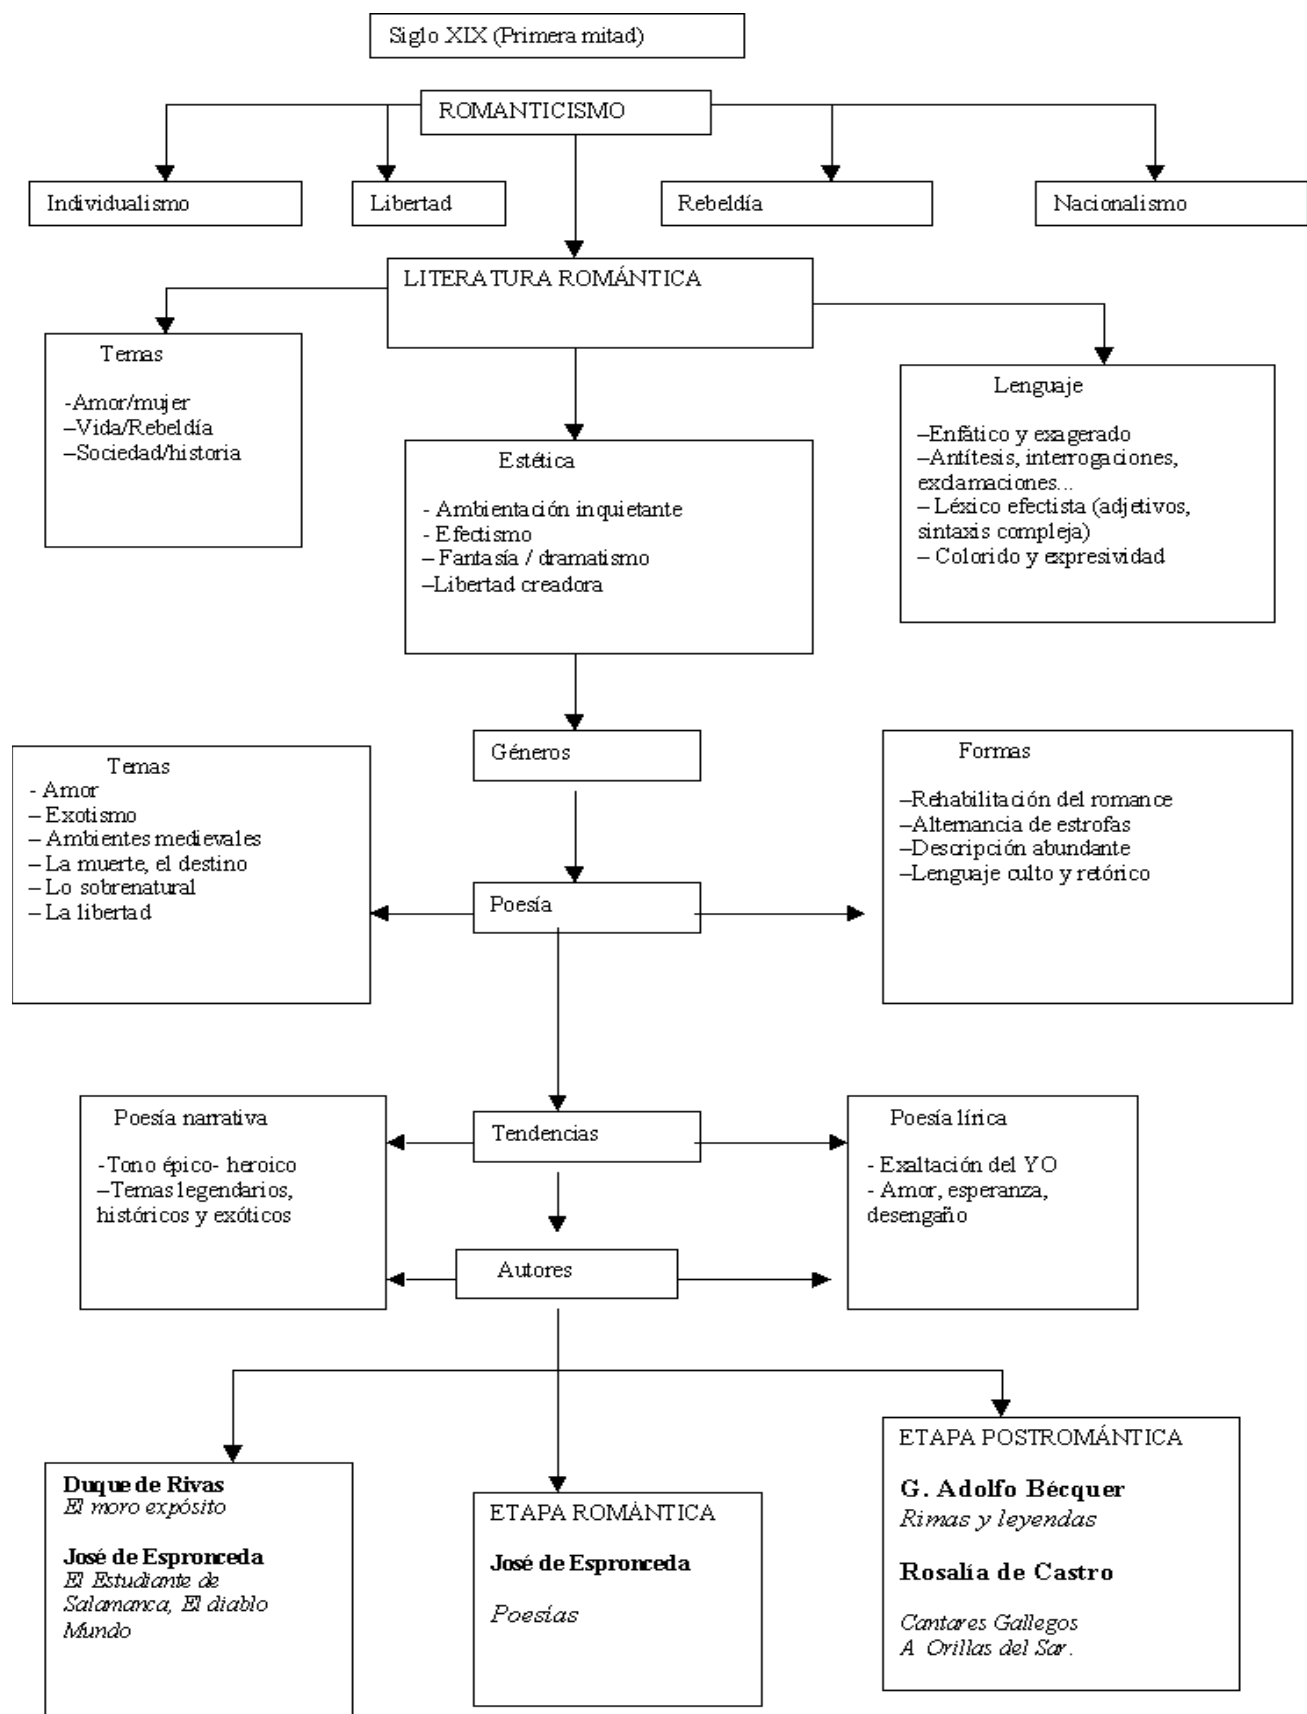 Siglo XIX (Primera mitad)
ROMANTICISMO
Individualismo
Libertad
Rebeldía
Nacionalismo
LITERATURA ROMÁNTICA
Temas
-Amor/mujer
–Vida/Rebeldía
–Sociedad/historia
Lenguaje
–Enfático y exagerado
–Antítesis, interrogaciones,
exclamaciones...
– Léxico efectista (adjetivos,
sintaxis compleja)
– Colorido y expresividad
Estética
- Ambientación inquietante
- Efectismo
– Fantasía / dramatismo
–Libertad creadora
Géneros
Temas
- Amor
– Exotismo
– Ambientes medievales
– La muerte, el destino
– Lo sobrenatural
– La libertad
Formas
–Rehabilitación del romance
–Alternancia de estrofas
–Descripción abundante
–Lenguaje culto y retórico
Poesía
Poesía narrativa
-Tono épico- heroico
–Temas legendarios,
históricos y exóticos
Tendencias
Poesía lírica
- Exaltación del YO
- Amor, esperanza,
desengaño
Autores
Duque de Rivas
El moro expósito
José de Espronceda
El Estudiante de
Salamanca, El diablo
Mundo
ETAPA ROMÁNTICA
José de Espronceda
Poesías
ETAPA POSTROMÁNTICA
G. Adolfo Bécquer
Rimas y leyendas
Rosalía de Castro
Cantares Gallegos
A Orillas del Sar.